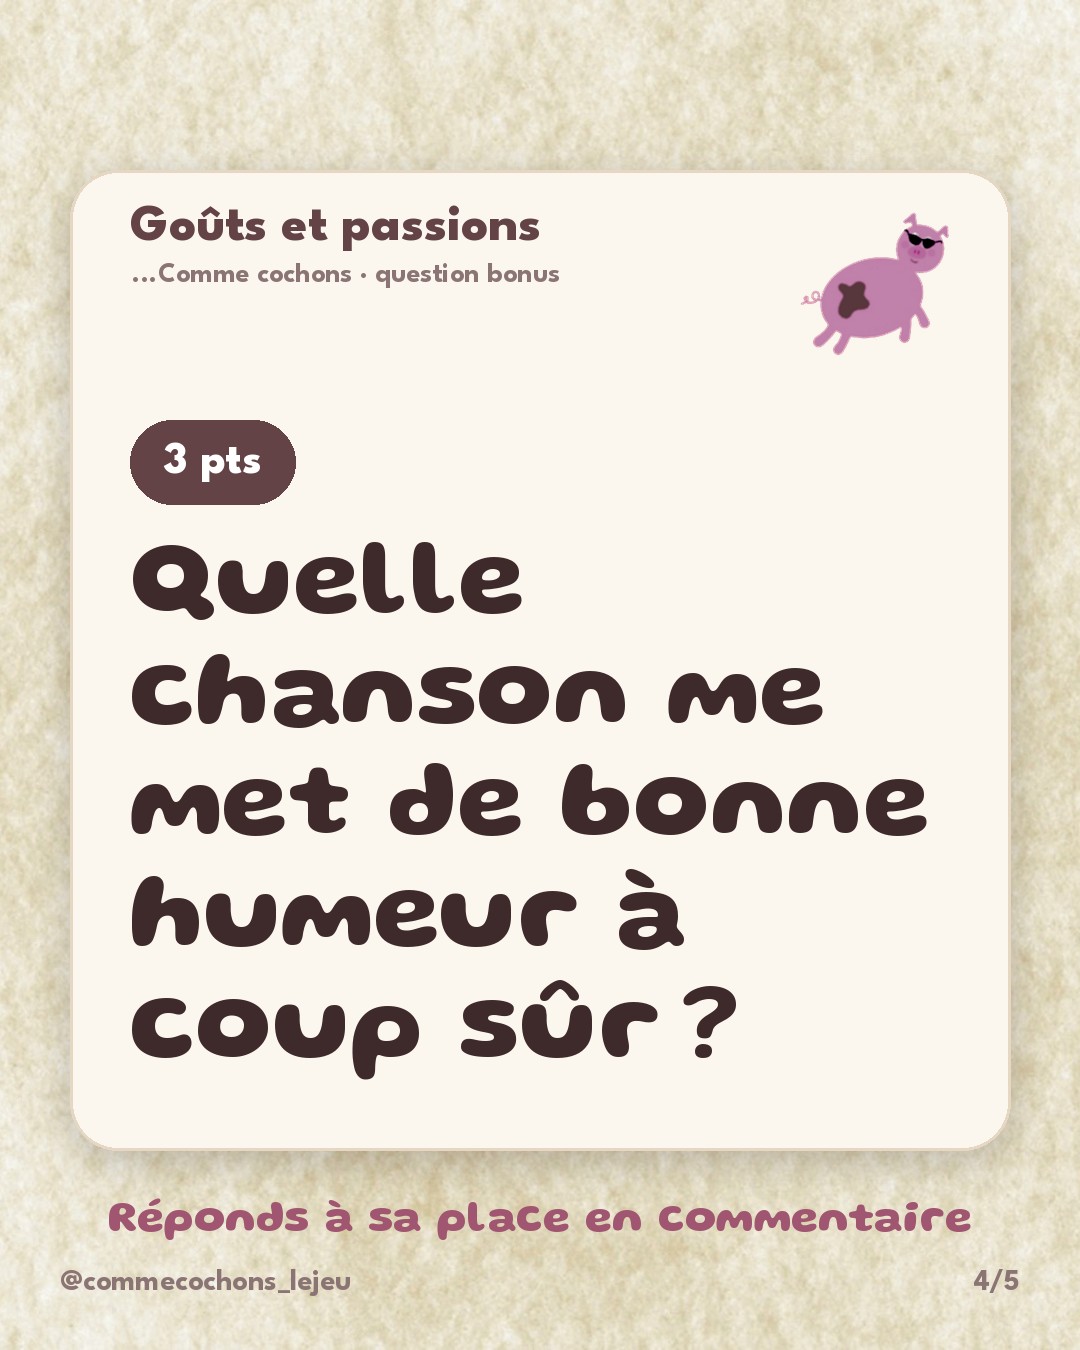 Goûts et passions
...Comme cochons · question bonus
3 pts
Quelle
chanson me
met de bonne
humeur à
coup sûr ?
Réponds à sa place en commentaire
@commecochons_lejeu
4/5